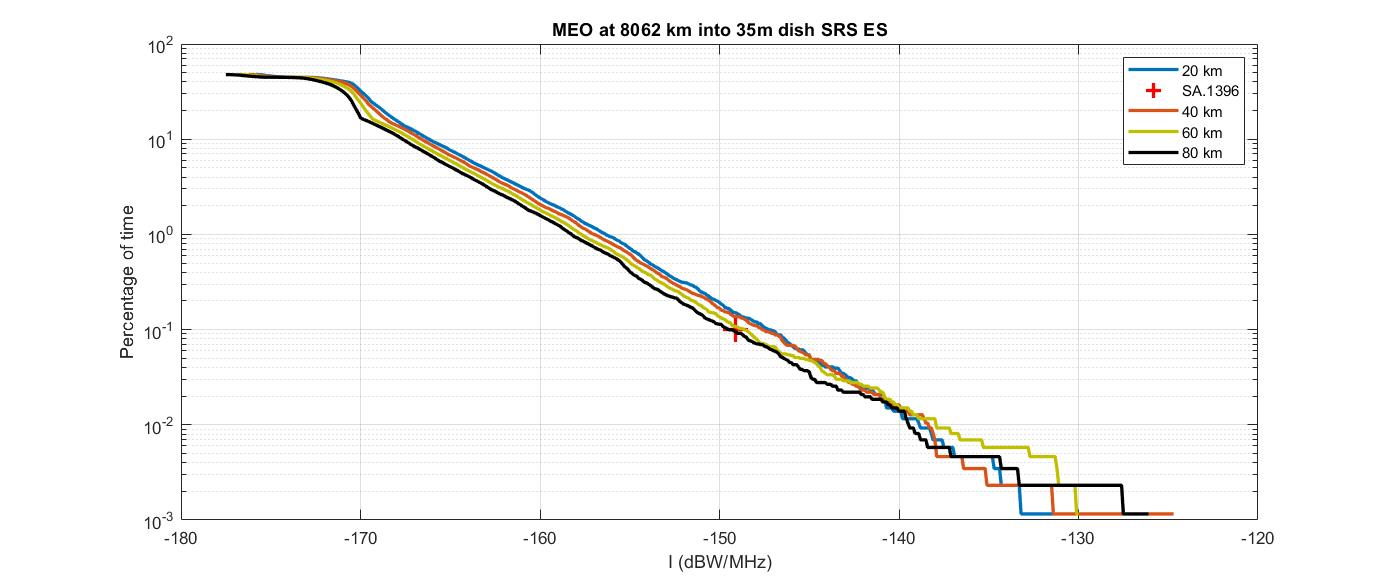 MEO at 8062 km into 35m dish SRS ES
20 km
SA.1396
40 km
60 km
80 km
10^2
10^1
10^0
10^-1
10^-2
10^-3
Percentage of time
-180 -170 -160 -150 -140 -130 -120
I (dBW/MHz)